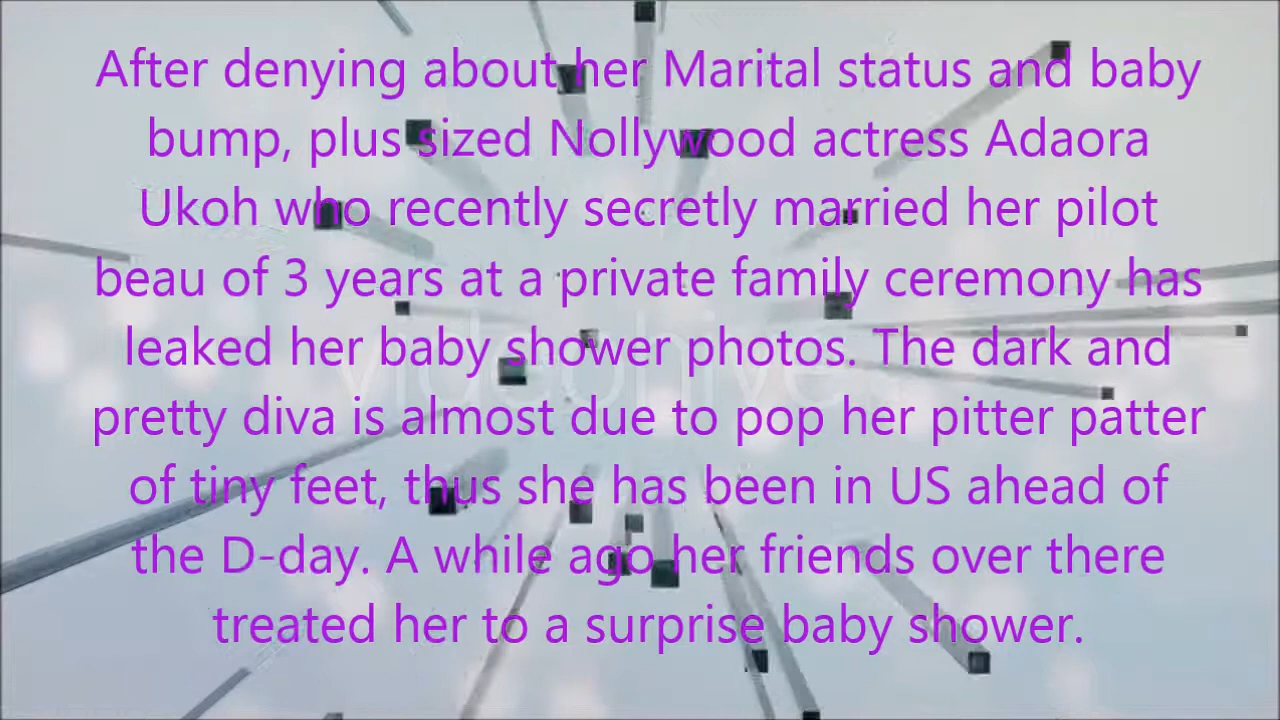 After denying about her Marital status and baby
bump, plus sized Nollywood actress Adaora
Ukoh who recently secretly married her pilot
beau of 3 years at a private family ceremony has
leaked her baby shower photos. The dark and
videohive
pretty diva is almost due to pop her pitter patter
of tiny feet, thus she has been in US ahead of
the D-day. A while ago her friends over there
treated her to a surprise baby shower.